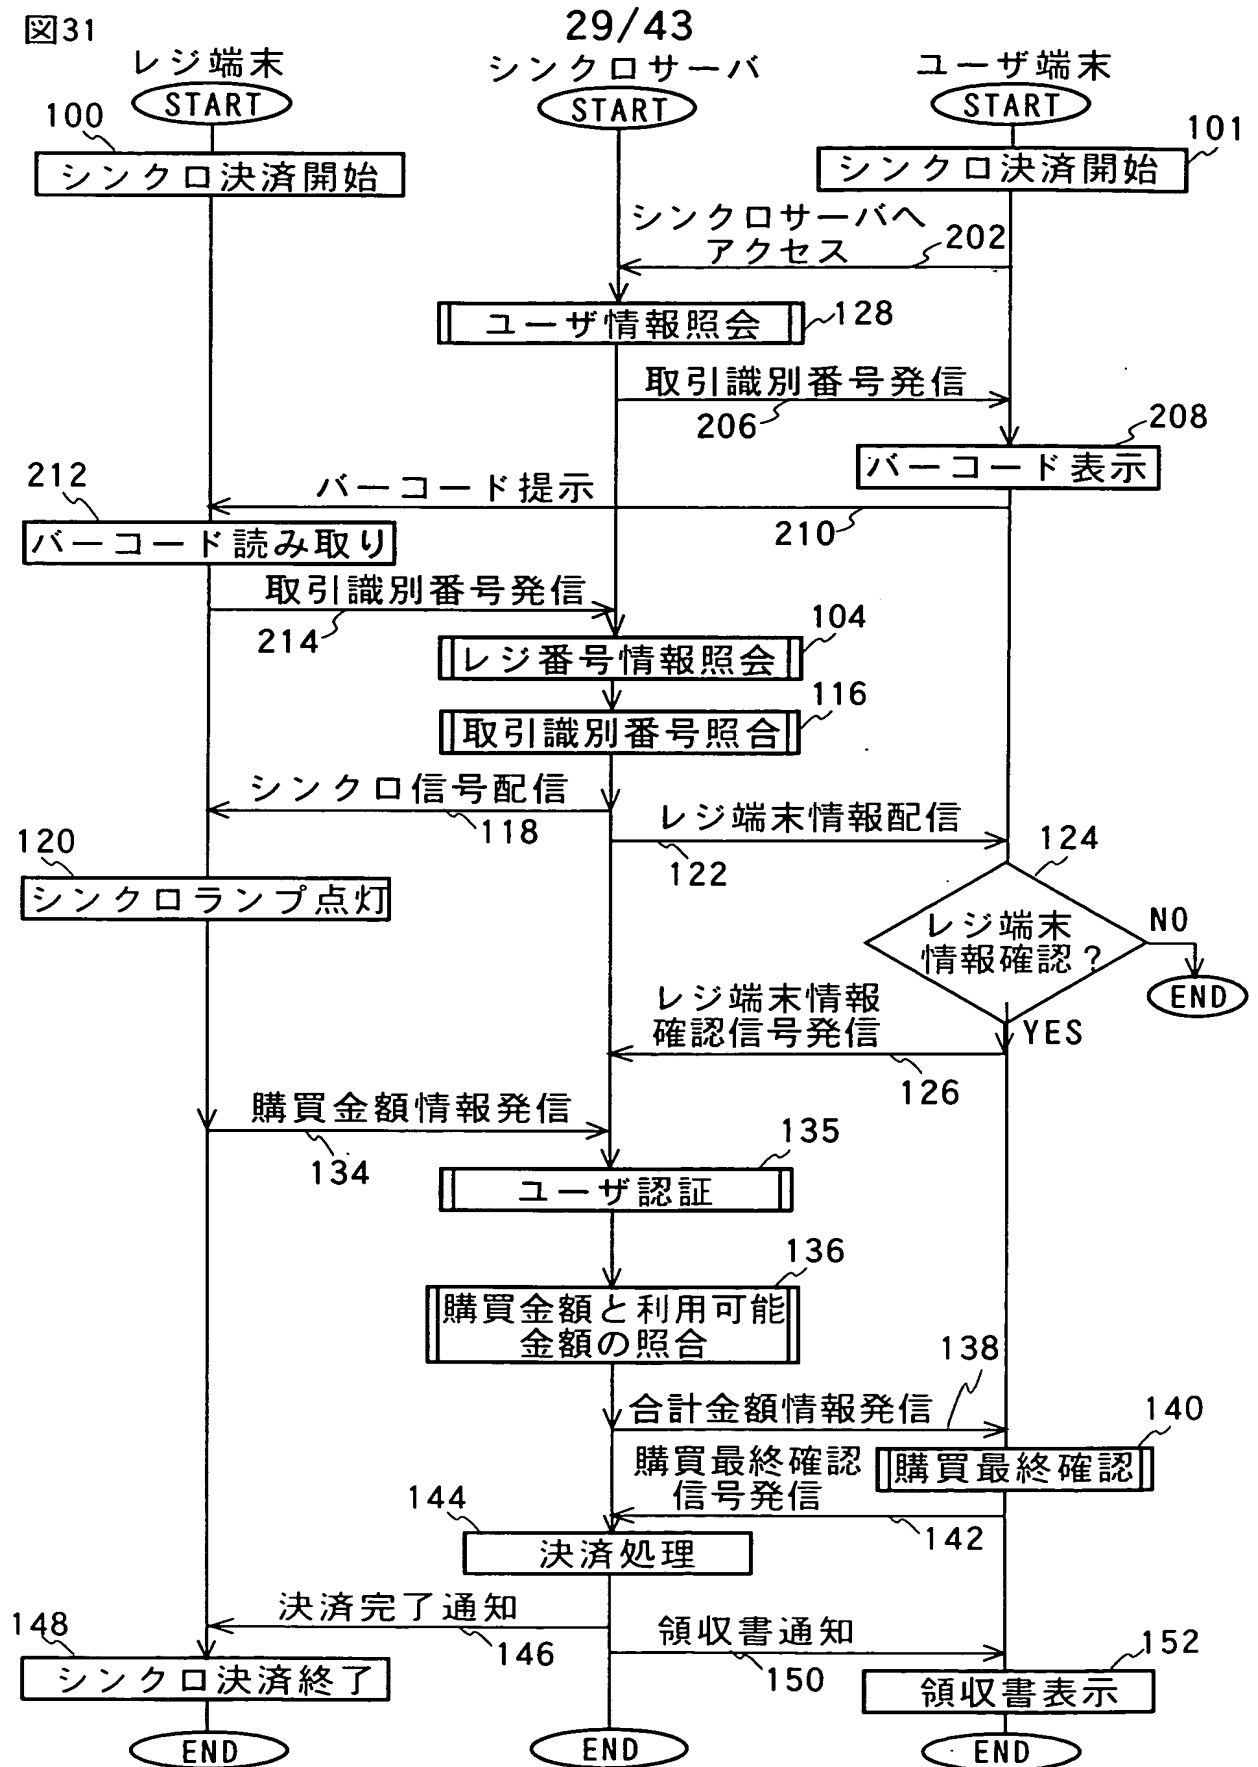 図31
29/43
レジ端末
シンクロサーバ
ユーザ端末
START
START
START
100
シンクロ決済開始
シンクロ決済開始
101
シンクロサーバへ
アクセス
202
ユーザ情報照会
128
取引識別番号発信
206
208
バーコード表示
212
バーコード提示
210
バーコード読み取り
取引識別番号発信
214
104
レジ番号情報照会
116
取引識別番号照合
シンクロ信号配信
118
レジ端末情報配信
122
120
シンクロランプ点灯
124
レジ端末
情報確認?
NO
END
YES
レジ端末情報
確認信号発信
126
購買金額情報発信
134
135
ユーザ認証
136
購買金額と利用可能
金額の照合
138
合計金額情報発信
140
購買最終確認
購買最終確認
信号発信
142
144
決済処理
決済完了通知
146
148
シンクロ決済終了
領収書通知
150
152
領収書表示
END
END
END